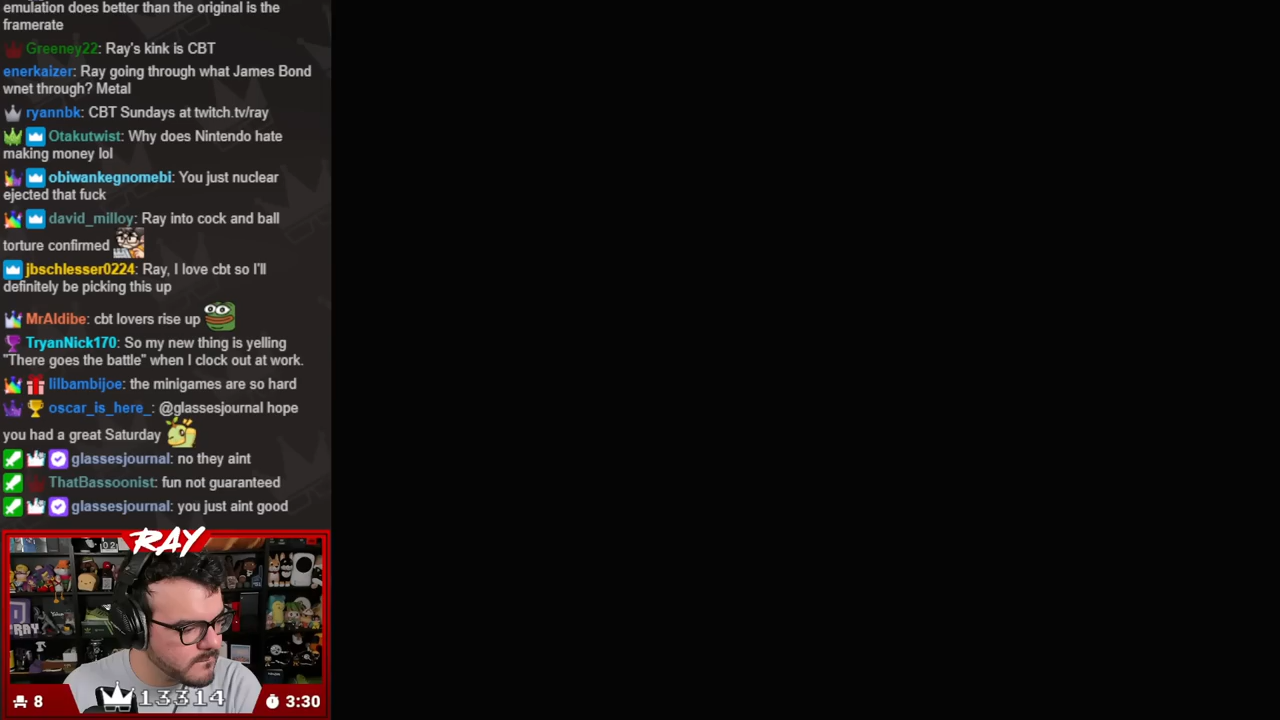 emulation does better than the original is the
framerate
Greeney22: Ray's kink is CBT
enerkaizer: Ray going through what James Bond
wnet through? Metal
ryannbk: CBT Sundays at twitch.tv/ray
Otakutwist: Why does Nintendo hate
making money lol
obiwankegnomebi: You just nuclear
ejected that fuck
david_milloy: Ray into cock and ball
torture confirmed
jbschlesser0224: Ray, I love cbt so I'll
definitely be picking this up
MrAldibe: cbt lovers rise up
TryanNick170: So my new thing is yelling
"There goes the battle" when I clock out at work.
lilbambijoe: the minigames are so hard
oscar_is_here_: @glassesjournal hope
you had a great Saturday
glassesjournal: no they aint
ThatBassoonist: fun not guaranteed
glassesjournal: you just aint good
RAY
RAY
8
13314
3:30